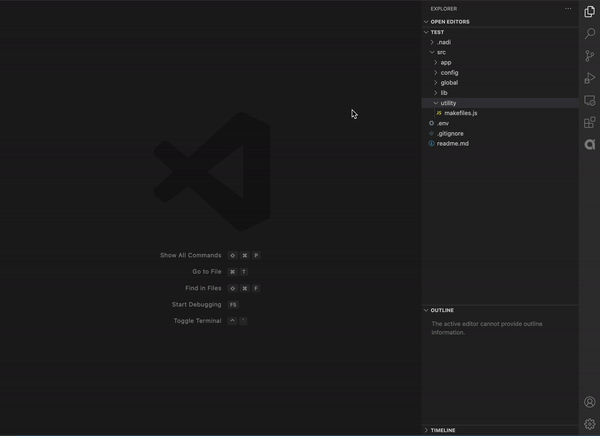 EXPLORER
OPEN EDITORS
TEST
.nadi
src
app
config
global
lib
utility
JS makefiles.js
.env
.gitignore
readme.md
Show All Commands ⇧ ⌘ P
Go to File ⌘ T
Find in Files ⇧ ⌘ F
Start Debugging F5
Toggle Terminal ^ `
OUTLINE
The active editor cannot provide outline
information.
TIMELINE